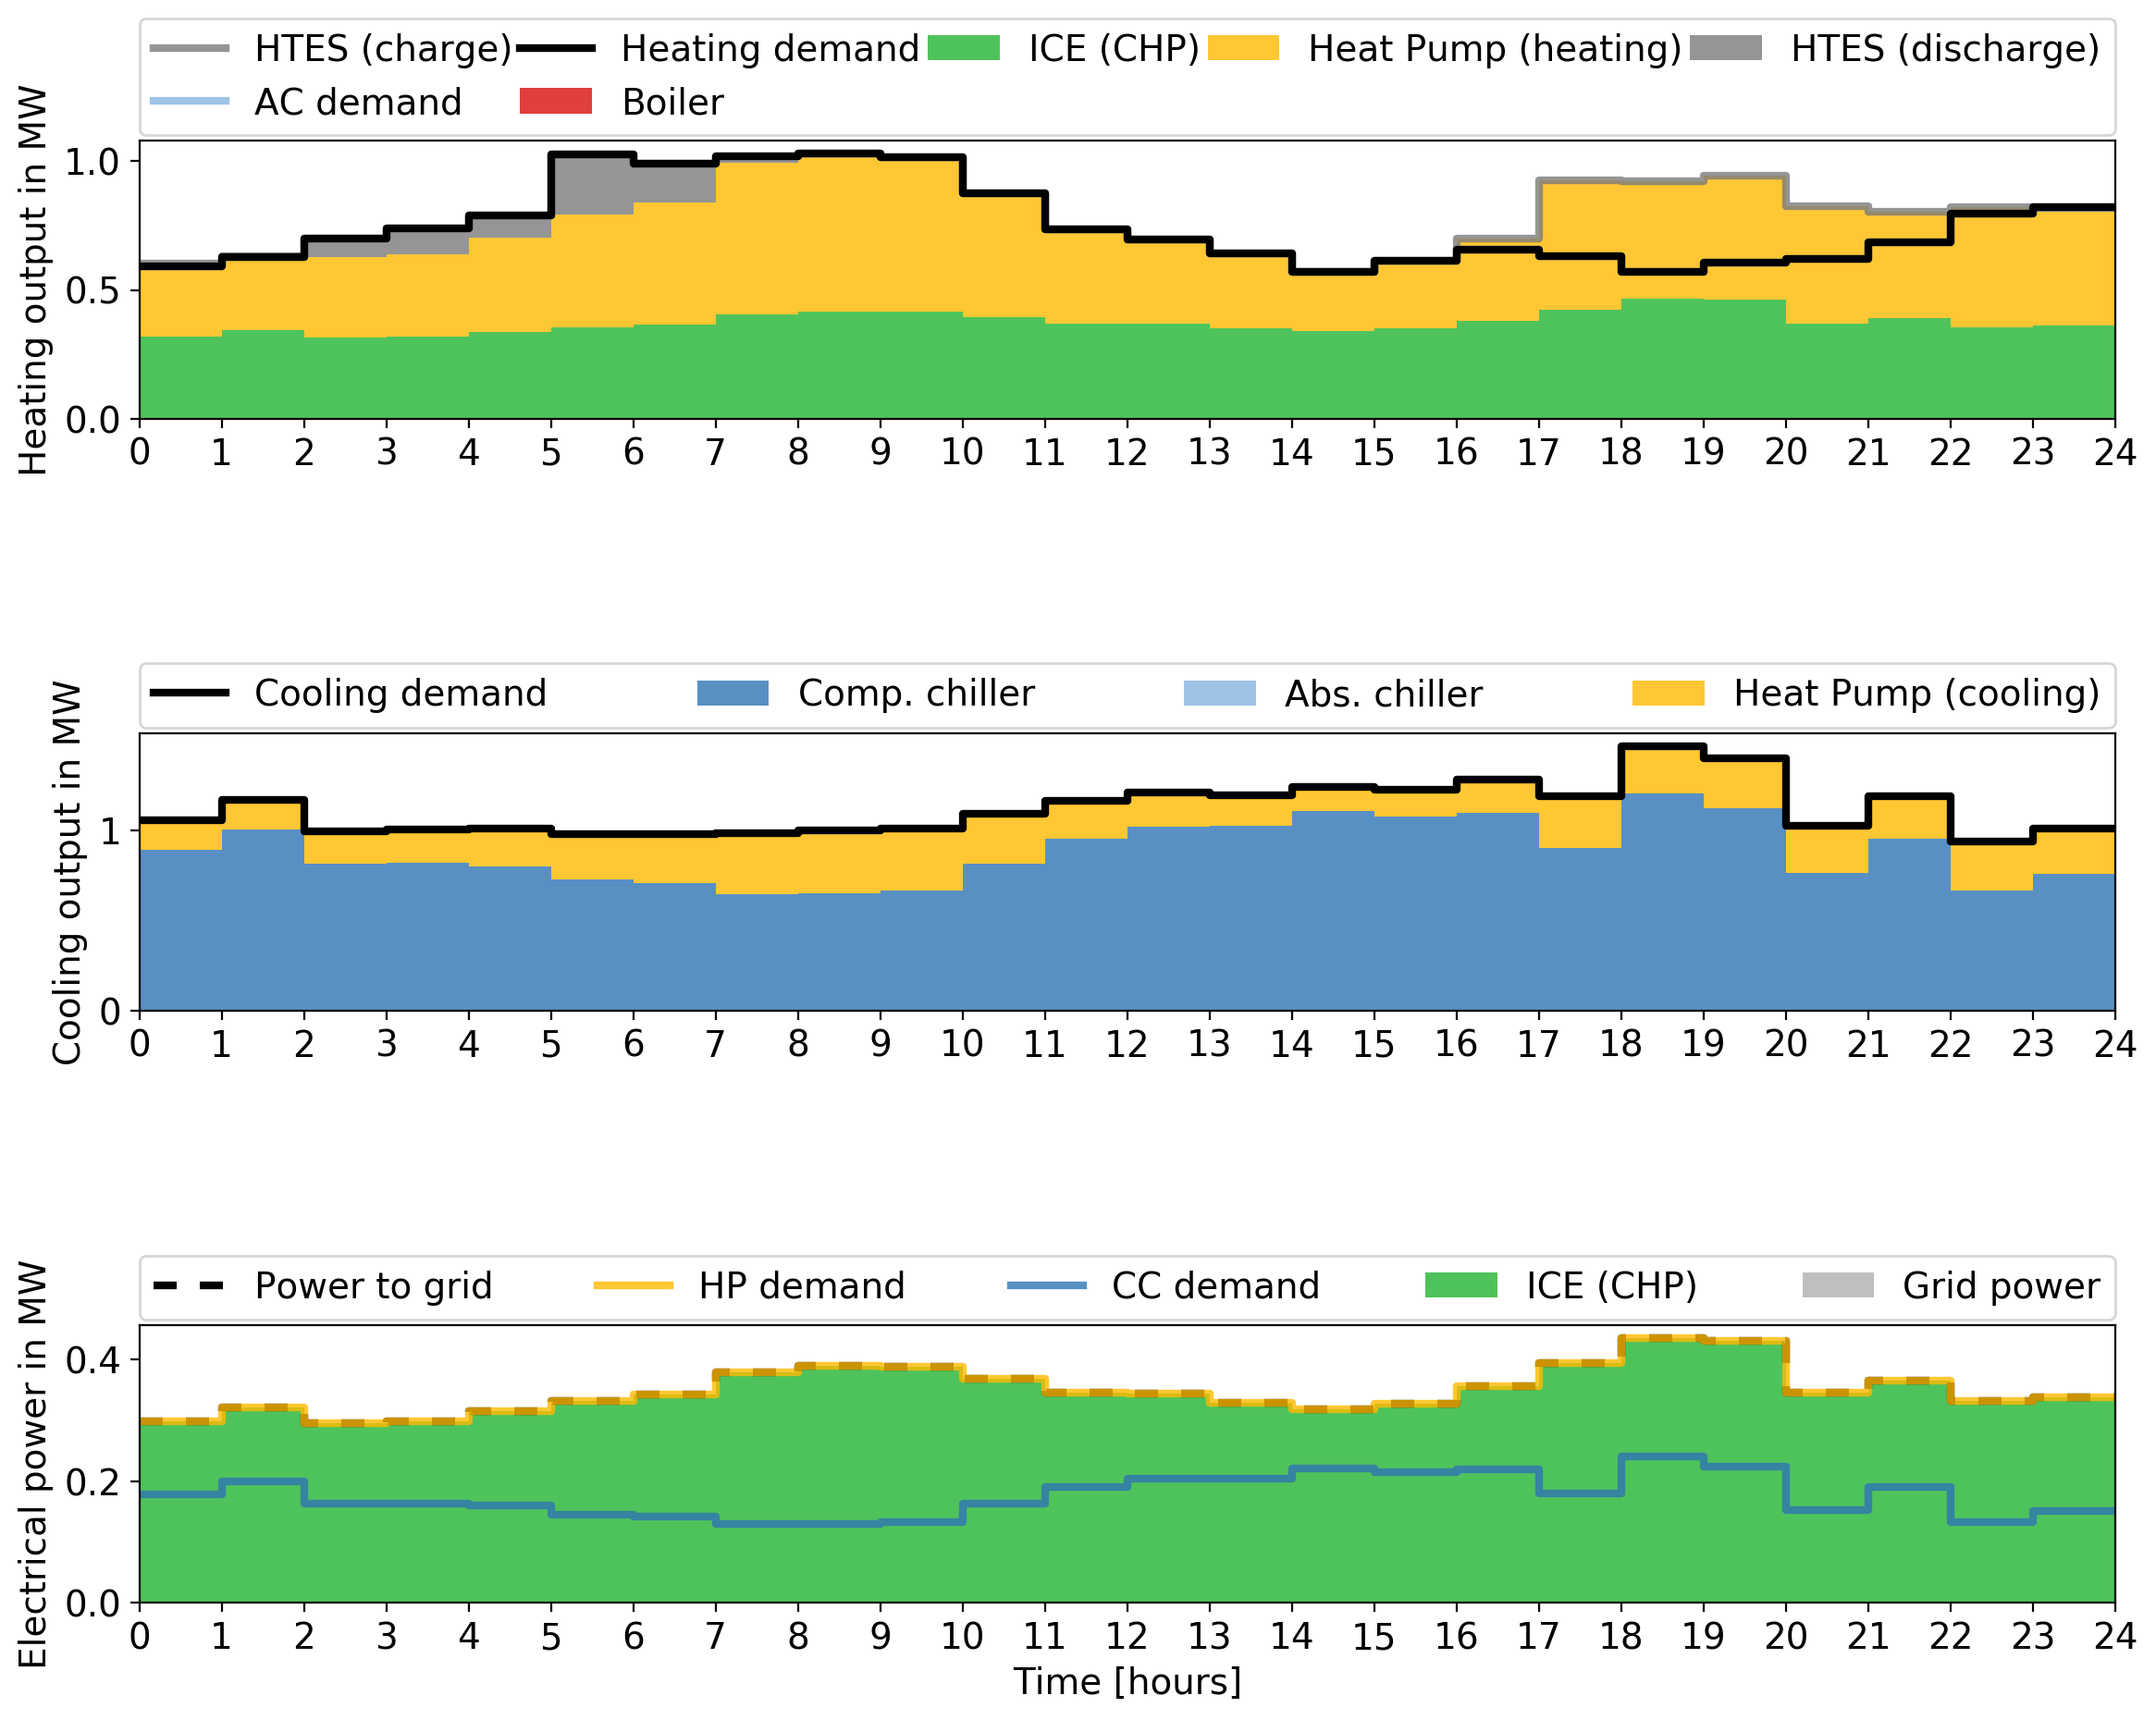 HTES (charge) Heating demand ICE (CHP) Heat Pump (heating) HTES (discharge)
AC demand Boiler
Heating output in MW
1.0
0.5
0.0
0 1 2 3 4 5 6 7 8 9 10 11 12 13 14 15 16 17 18 19 20 21 22 23 24
Cooling demand Comp. chiller Abs. chiller Heat Pump (cooling)
Cooling output in MW
1
0
0 1 2 3 4 5 6 7 8 9 10 11 12 13 14 15 16 17 18 19 20 21 22 23 24
Power to grid HP demand CC demand ICE (CHP) Grid power
Electrical power in MW
0.4
0.2
0.0
0 1 2 3 4 5 6 7 8 9 10 11 12 13 14 15 16 17 18 19 20 21 22 23 24
Time [hours]